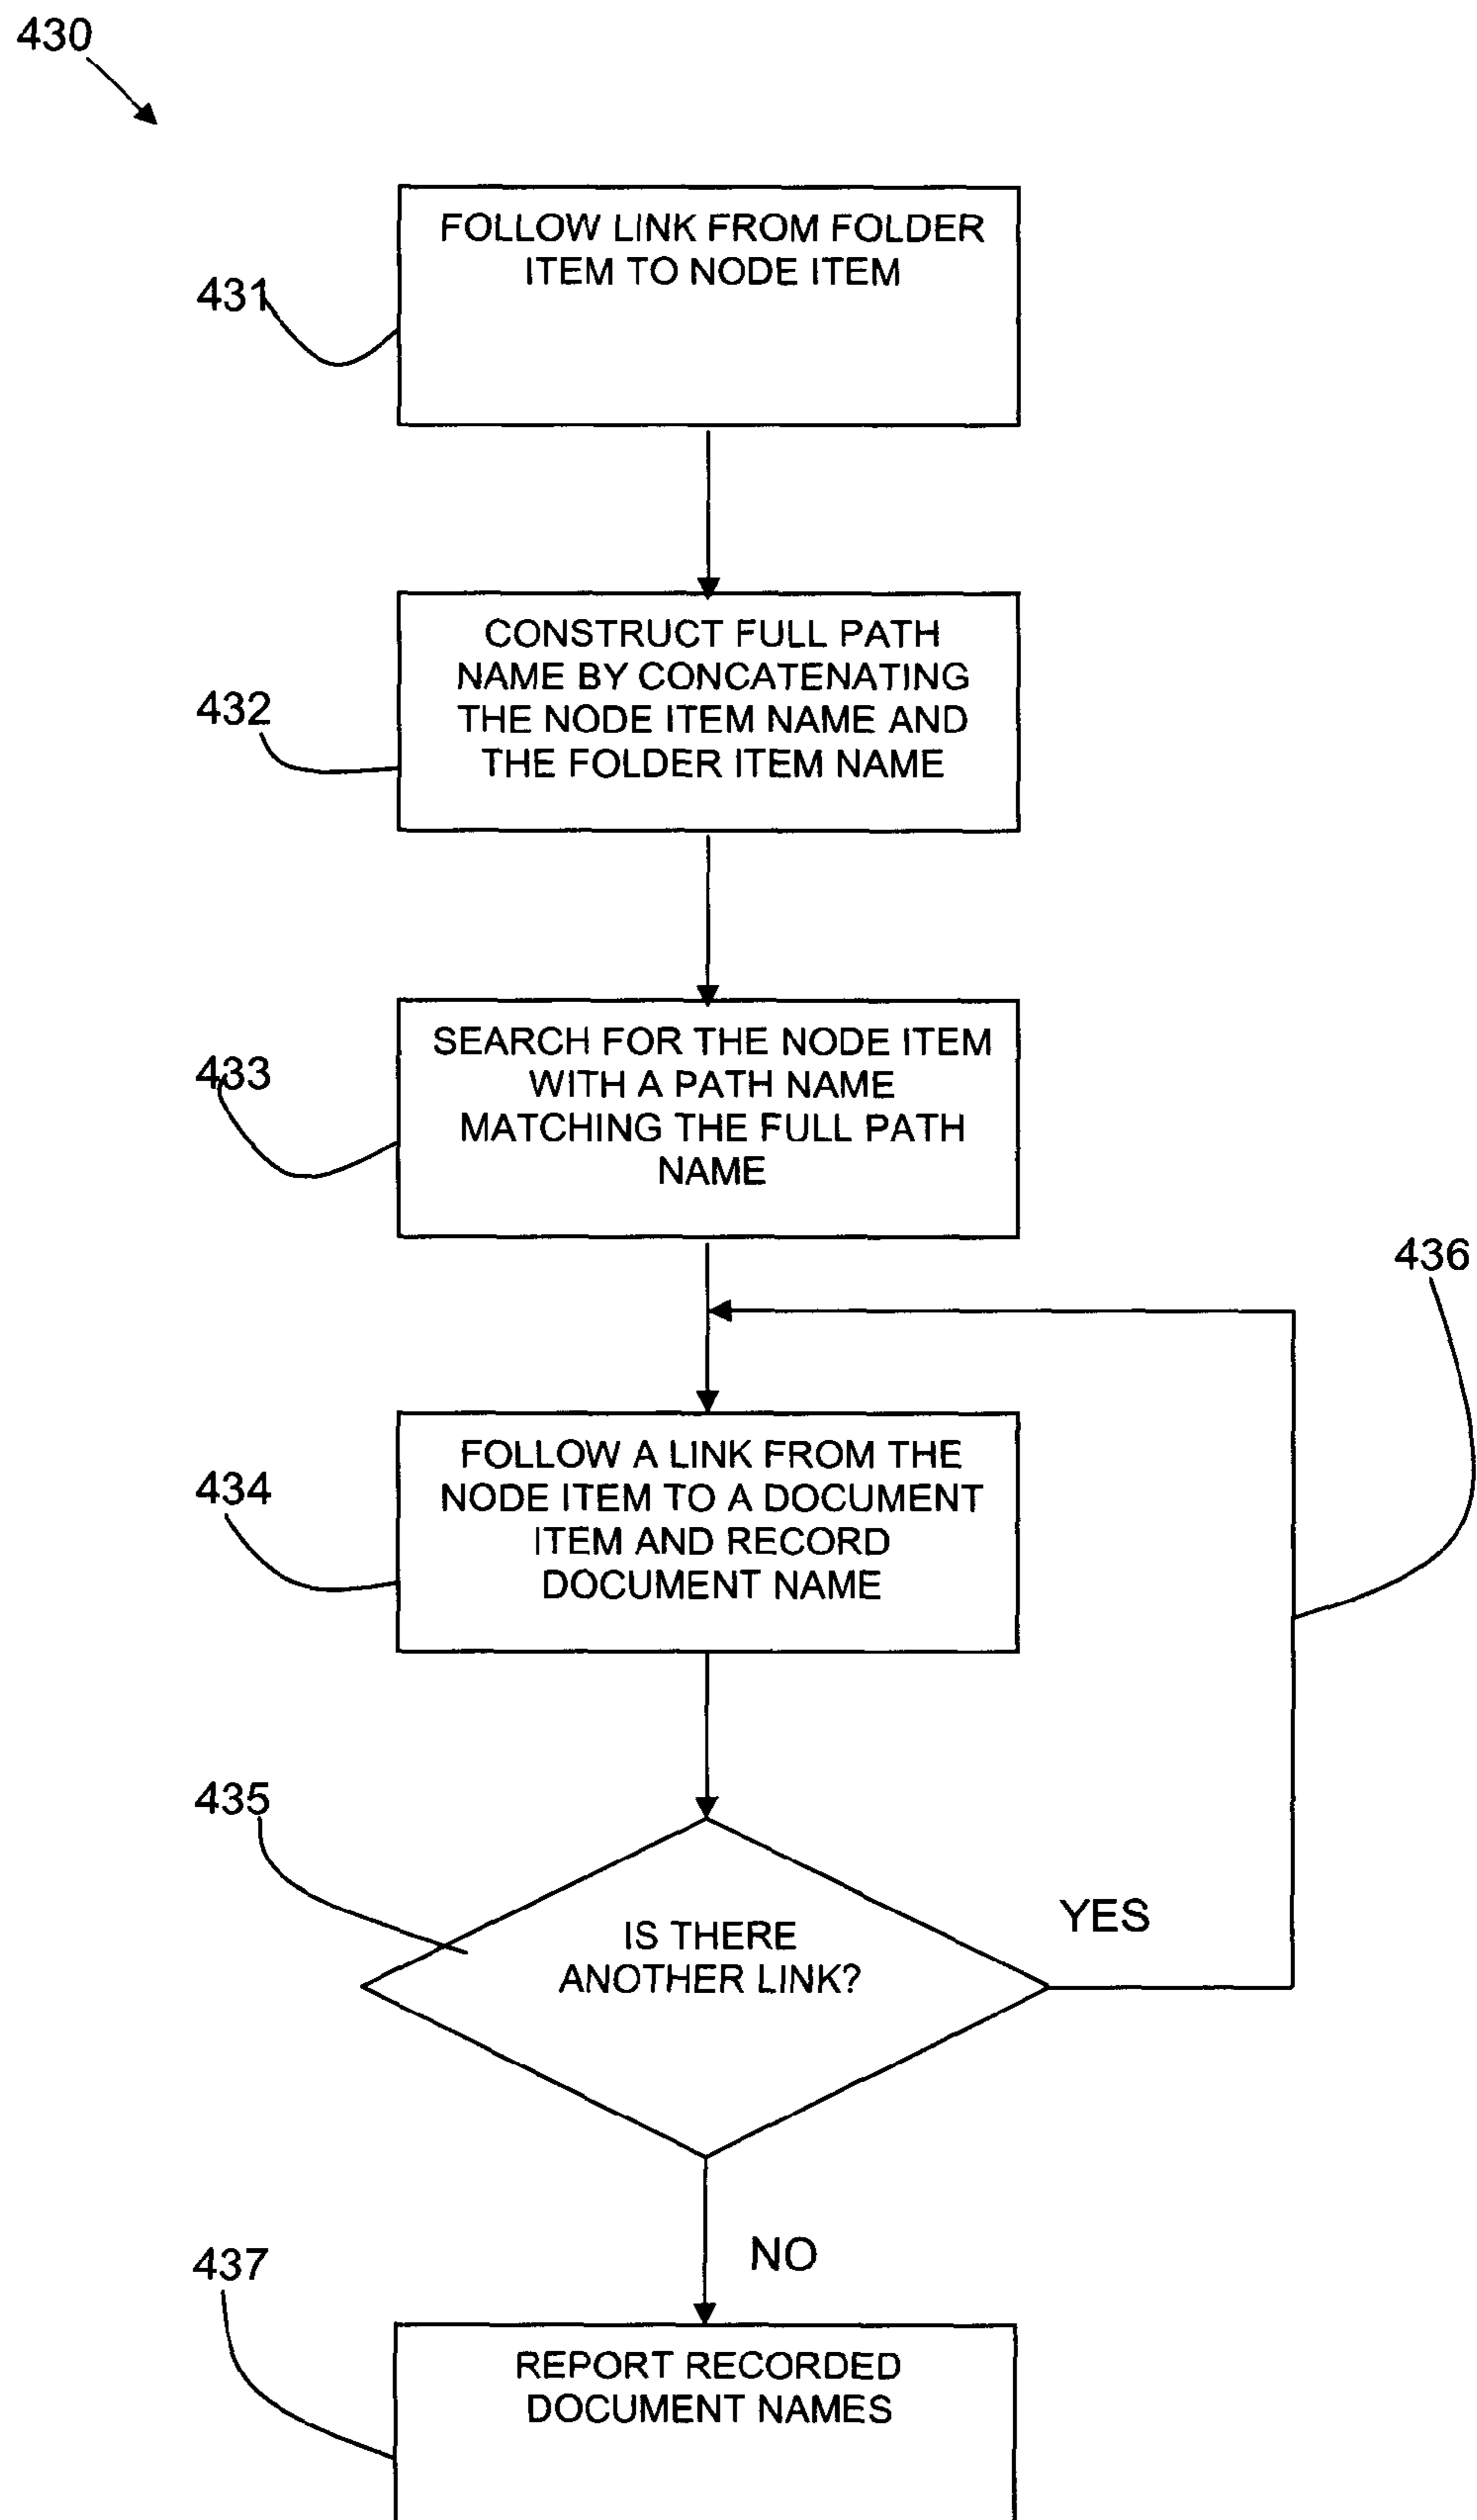 430
FOLLOW LINK FROM FOLDER
ITEM TO NODE ITEM
431
CONSTRUCT FULL PATH
NAME BY CONCATENATING
THE NODE ITEM NAME AND
THE FOLDER ITEM NAME
432
SEARCH FOR THE NODE ITEM
WITH A PATH NAME
MATCHING THE FULL PATH
NAME
433
436
FOLLOW A LINK FROM THE
NODE ITEM TO A DOCUMENT
ITEM AND RECORD
DOCUMENT NAME
434
435
IS THERE
ANOTHER LINK?
YES
NO
437
REPORT RECORDED
DOCUMENT NAMES